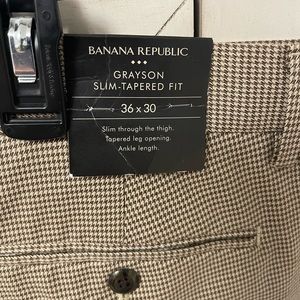 BANANA REPUBLIC
GRAYSON
SLIM-TAPERED FIT
36 x 30
Slim through the thigh.
Tapered leg opening.
Ankle length.